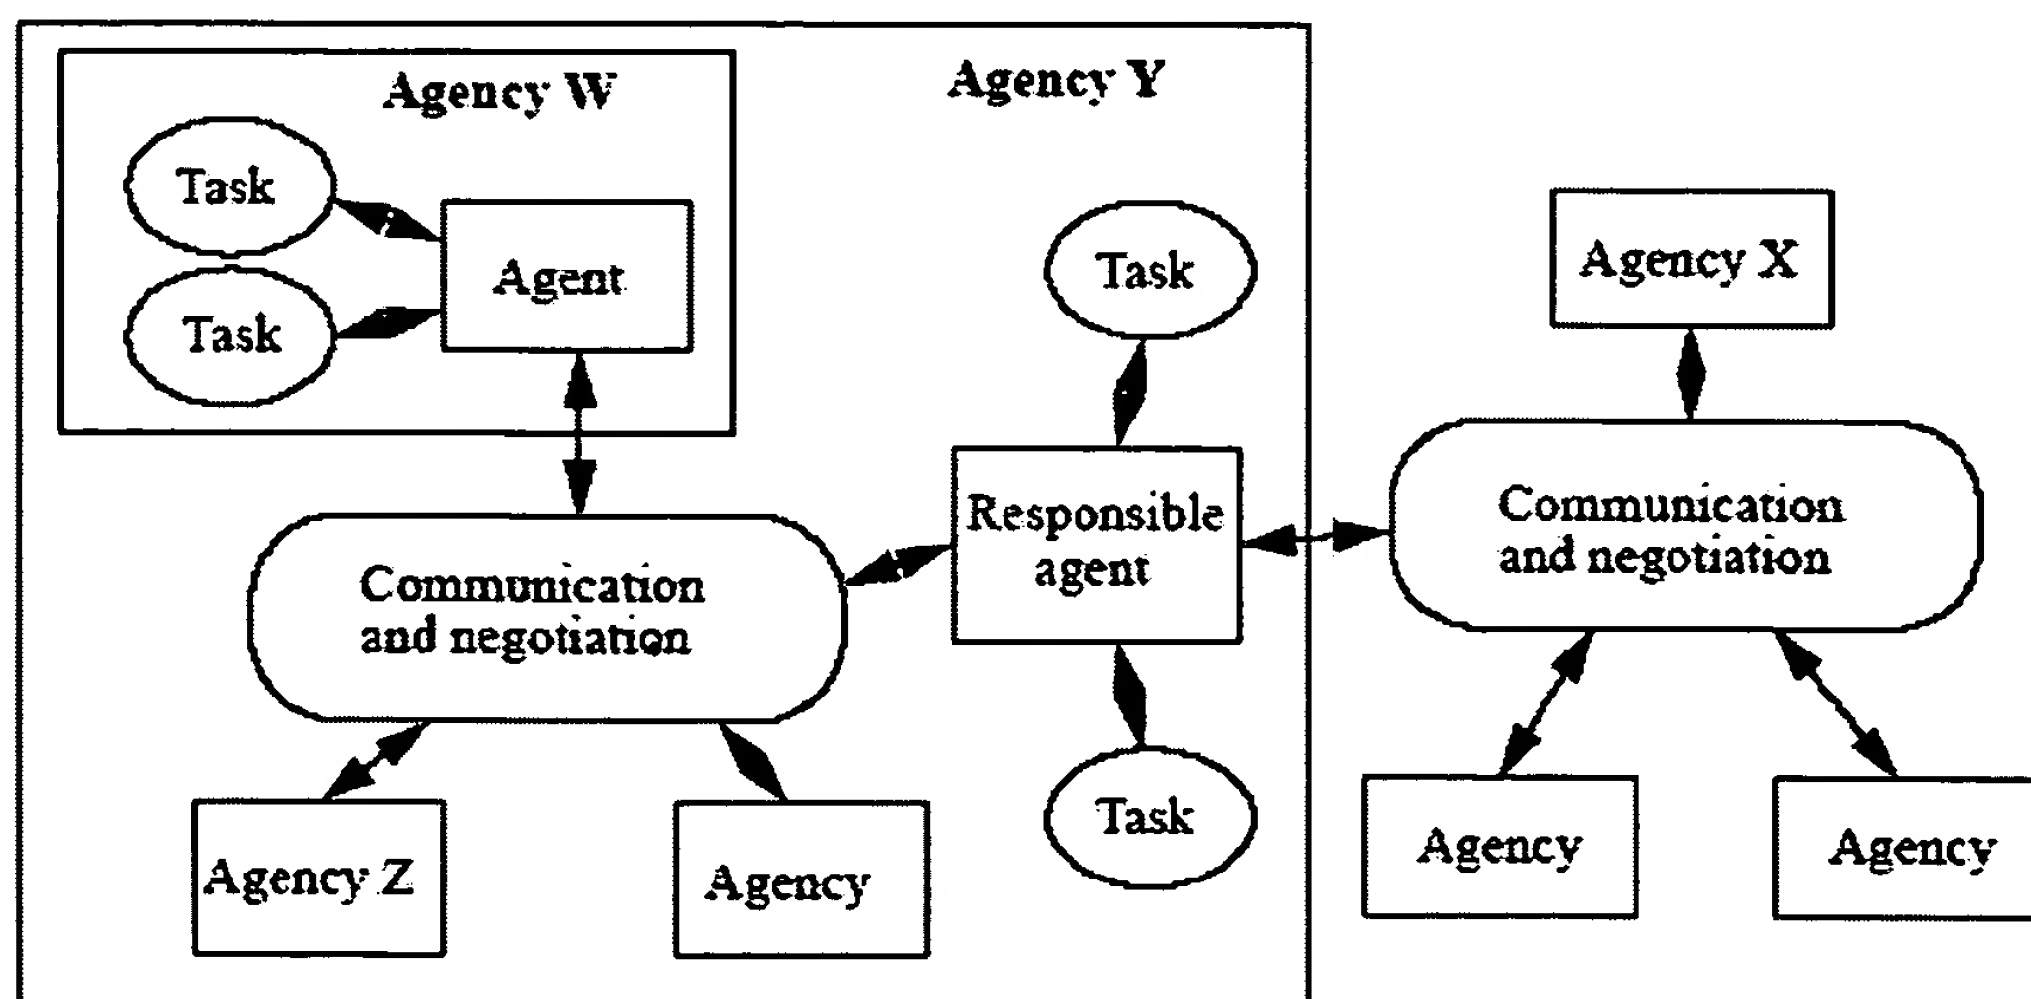 Agency W
Agency Y
Task
Agent
Task
Task
Agency X
Responsible
agent
Communication
and negotiation
Communication
and negotiation
Task
Agency Z
Agency
Agency
Agency